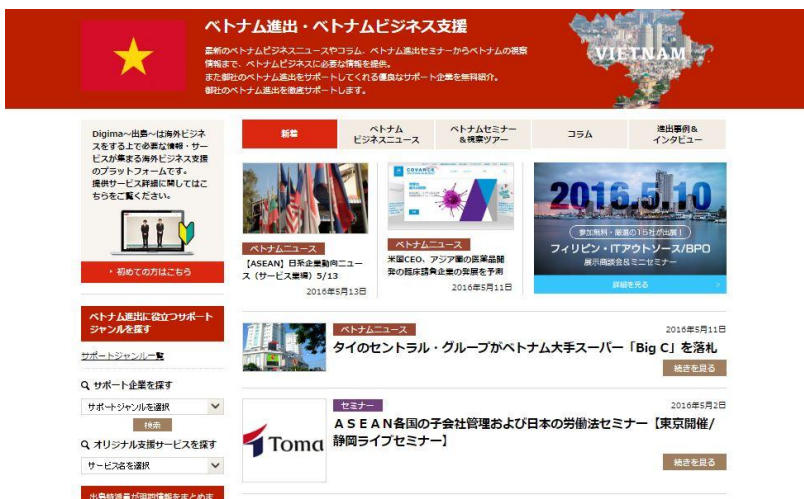 ベトナム進出・ベトナムビジネス支援
最新のベトナムビジネスニュースやコラム、ベトナム進出セミナーからベトナムの視察
情報まで、ベトナムビジネスに必要な情報を提供。
また御社のベトナム進出をサポートしてくれる優良なサポート企業を無料紹介。
御社のベトナム進出を徹底サポートします。
VIETNAM
Digima〜出島〜は海外ビジネ
スをする上で必要な情報・サー
ビスが集まる海外ビジネス支援
のプラットフォームです。
提供サービス詳細に関してはこ
ちらをご覧ください。
初めての方はこちら
新着
ベトナム
ビジネスニュース
ベトナムセミナー
&視察ツアー
コラム
進出事例&
インタビュー
ベトナムニュース
【ASEAN】日系企業動向ニュー
ス（サービス業編）5/13
2016年5月13日
COVANCE
ベトナムニュース
米国CEO、アジア圏の医薬品開
発の臨床請負企業の発展を予測
2016年5月11日
2016.5.10
参加無料・厳選の15社が出展！
フィリピン・ITアウトソース/BPO
展示商談会&ミニセミナー
詳細を見る
ベトナム進出に役立つサポート
ジャンルを探す
サポートジャンル一覧
サポート企業を探す
サポートジャンルを選択
検索
オリジナル支援サービスを探す
サービス名を選択
出島特派員が現地情報をまとめま
ベトナムニュース
2016年5月11日
タイのセントラル・グループがベトナム大手スーパー「Big C」を落札
続きを見る
セミナー
2016年5月2日
Toma
ＡＳＥＡＮ各国の子会社管理および日本の労働法セミナー【東京開催/
静岡ライブセミナー】
続きを見る